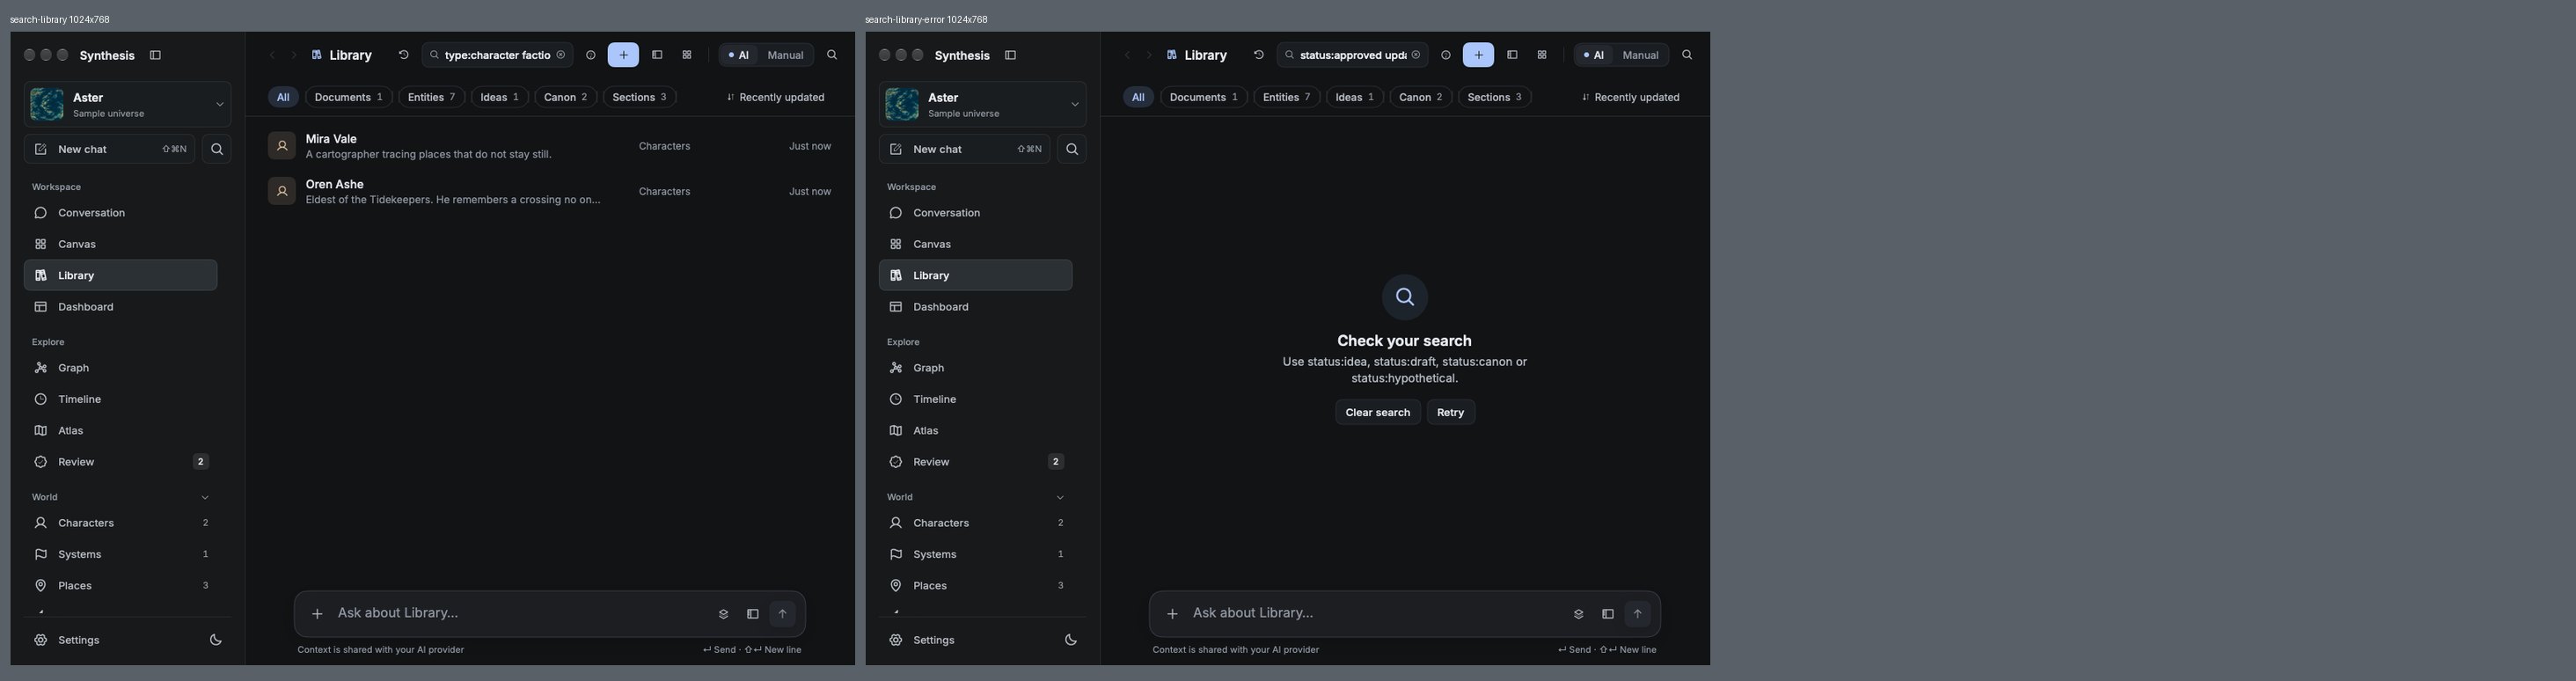 search-library 1024x768
Synthesis
Aster
Sample universe
New chat ⇧⌘N
Workspace
Conversation
Canvas
Library
Dashboard
Explore
Graph
Timeline
Atlas
Review 2
World
Characters 2
Systems 1
Places 3
Settings
Library
type:character factio
AI Manual
All Documents 1 Entities 7 Ideas 1 Canon 2 Sections 3 Recently updated
Mira Vale
A cartographer tracing places that do not stay still.
Characters Just now
Oren Ashe
Eldest of the Tidekeepers. He remembers a crossing no on...
Characters Just now
Ask about Library...
Context is shared with your AI provider ↵ Send · ⇧↵ New line
search-library-error 1024x768
Synthesis
Aster
Sample universe
New chat ⇧⌘N
Workspace
Conversation
Canvas
Library
Dashboard
Explore
Graph
Timeline
Atlas
Review 2
World
Characters 2
Systems 1
Places 3
Settings
Library
status:approved upda
AI Manual
All Documents 1 Entities 7 Ideas 1 Canon 2 Sections 3 Recently updated
Check your search
Use status:idea, status:draft, status:canon or
status:hypothetical.
Clear search Retry
Ask about Library...
Context is shared with your AI provider ↵ Send · ⇧↵ New line